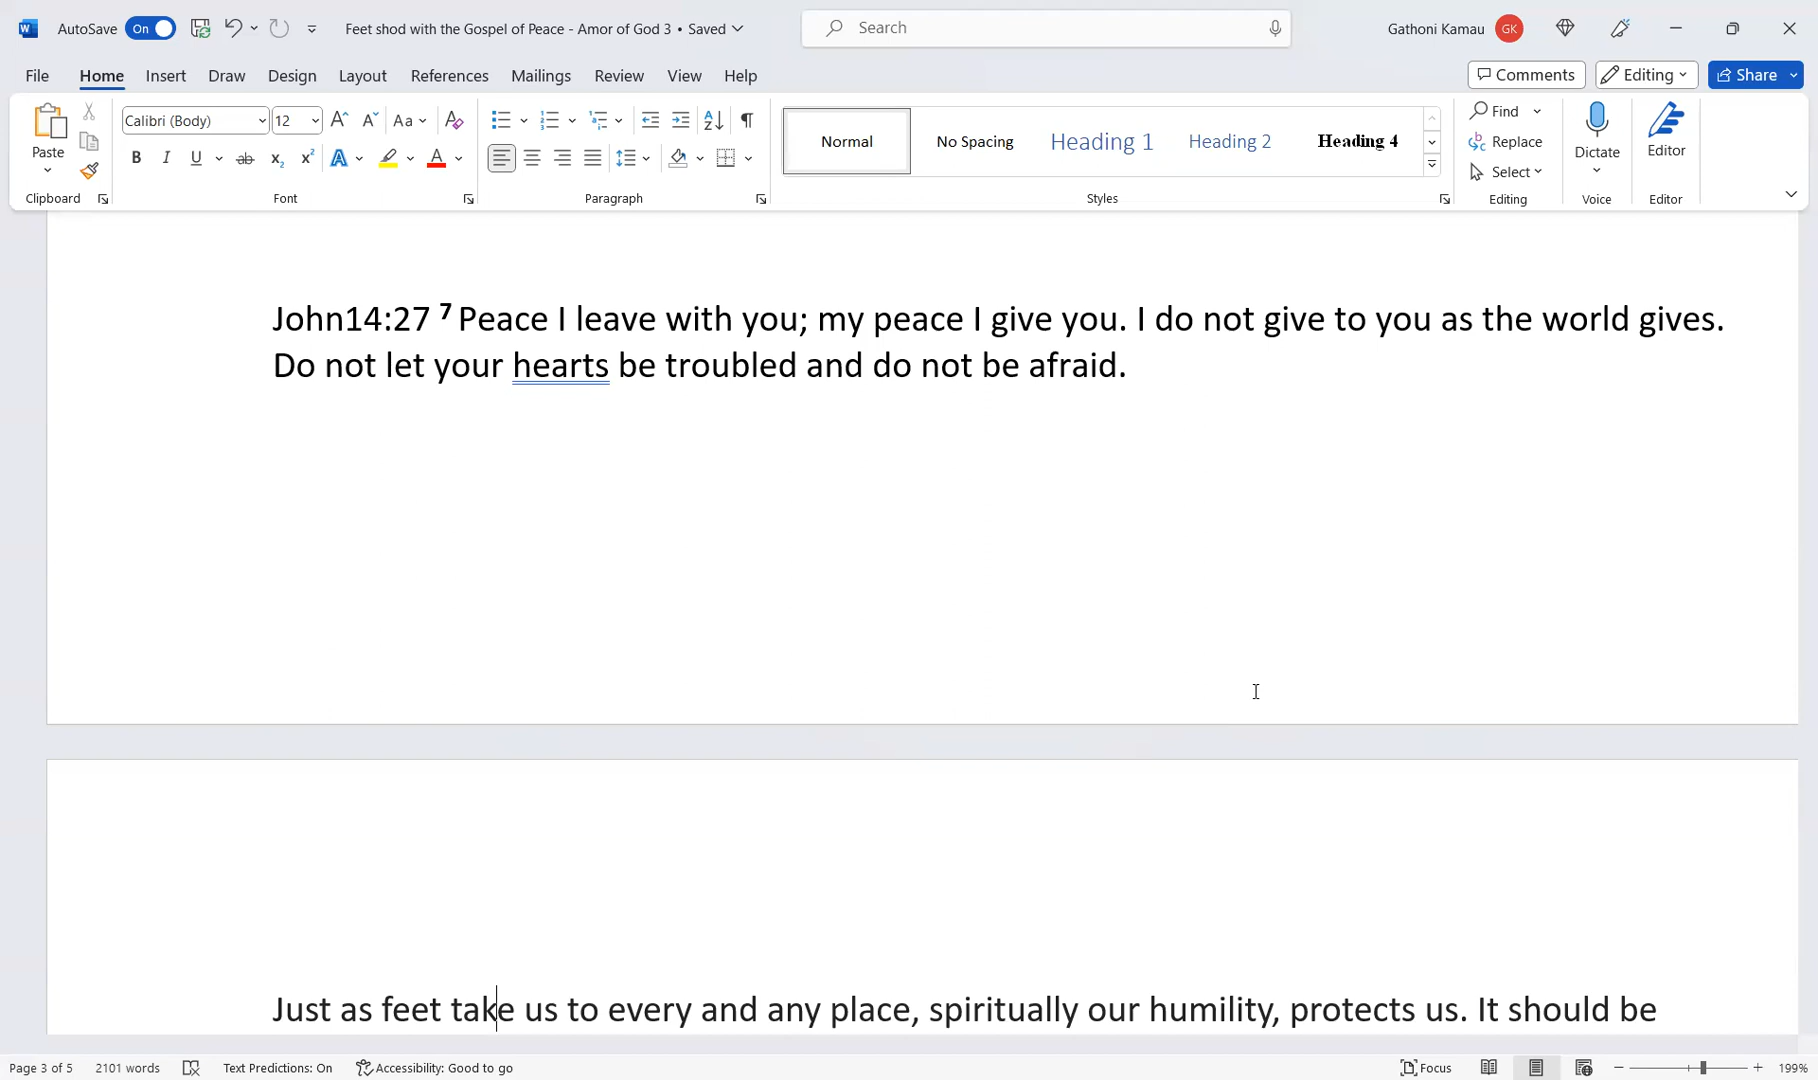 AutoSave On Feet shod with the Gospel of Peace - Amor of God 3 • Saved Search Gathoni Kamau GK
File Home Insert Draw Design Layout References Mailings Review View Help Comments Editing Share
Paste Calibri (Body) 12 Aa Normal No Spacing Heading 1 Heading 2 Heading 4 Find Replace Select Dictate Editor
Clipboard Font Paragraph Styles Editing Voice Editor
John14:27 ⁷ Peace I leave with you; my peace I give you. I do not give to you as the world gives.
Do not let your hearts be troubled and do not be afraid.
Just as feet take us to every and any place, spiritually our humility, protects us. It should be
Page 3 of 5 2101 words Text Predictions: On Accessibility: Good to go Focus 199%